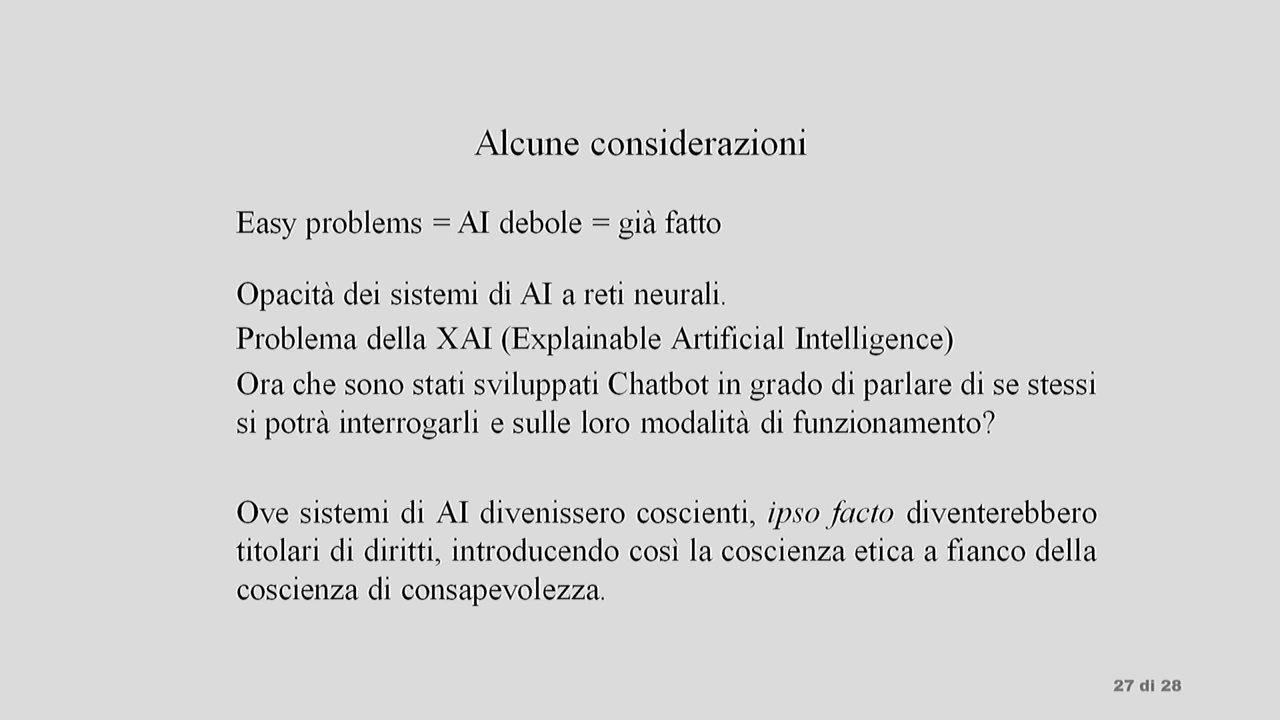 Alcune considerazioni
Easy problems = AI debole = già fatto
Opacità dei sistemi di AI a reti neurali.
Problema della XAI (Explainable Artificial Intelligence)
Ora che sono stati sviluppati Chatbot in grado di parlare di se stessi
si potrà interrogarli e sulle loro modalità di funzionamento?
Ove sistemi di AI divenissero coscienti, ipso facto diventerebbero
titolari di diritti, introducendo così la coscienza etica a fianco della
coscienza di consapevolezza.
27 di 28